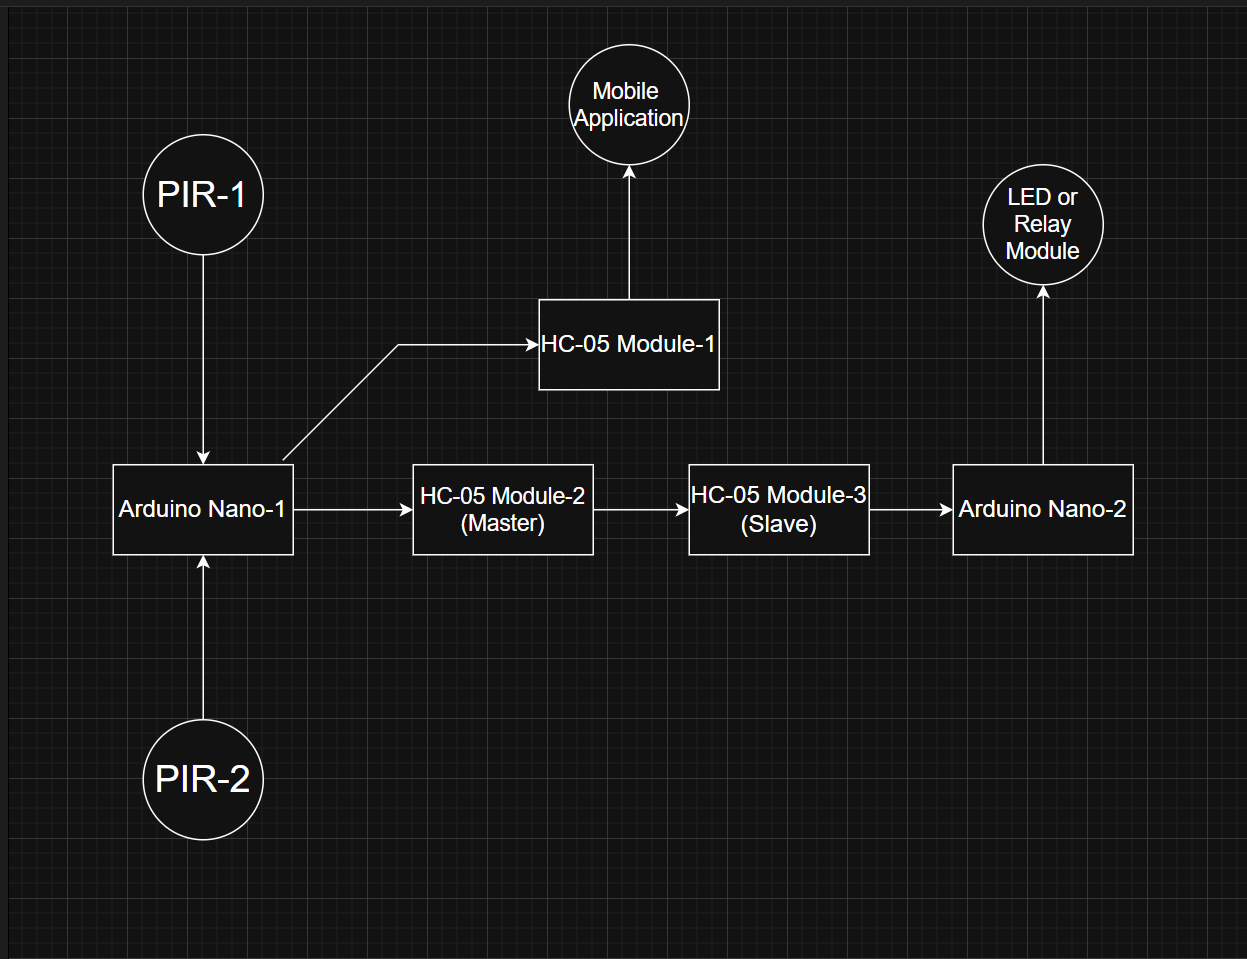 Mobile
Application
PIR-1
LED or
Relay
Module
HC-05 Module-1
Arduino Nano-1
HC-05 Module-2
(Master)
HC-05 Module-3
(Slave)
Arduino Nano-2
PIR-2